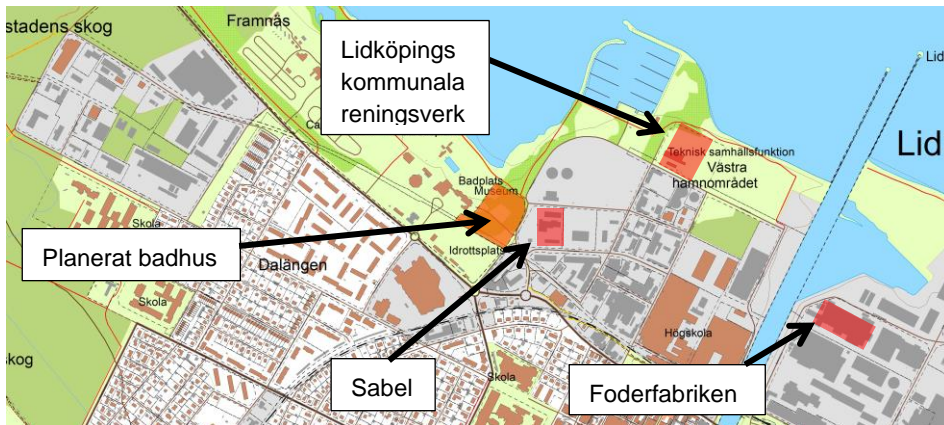 stadens skog
Framnäs
Lidköpings
kommunala
reningsverk
Lid
Teknisk samhällsfunktion
Västra
hamnområdet
Lid
Badplats
Museum
Skola
Planerat badhus
Dalängen
Idrottsplats
Skola
Högskola
skog
Skola
Sabel
Foderfabriken